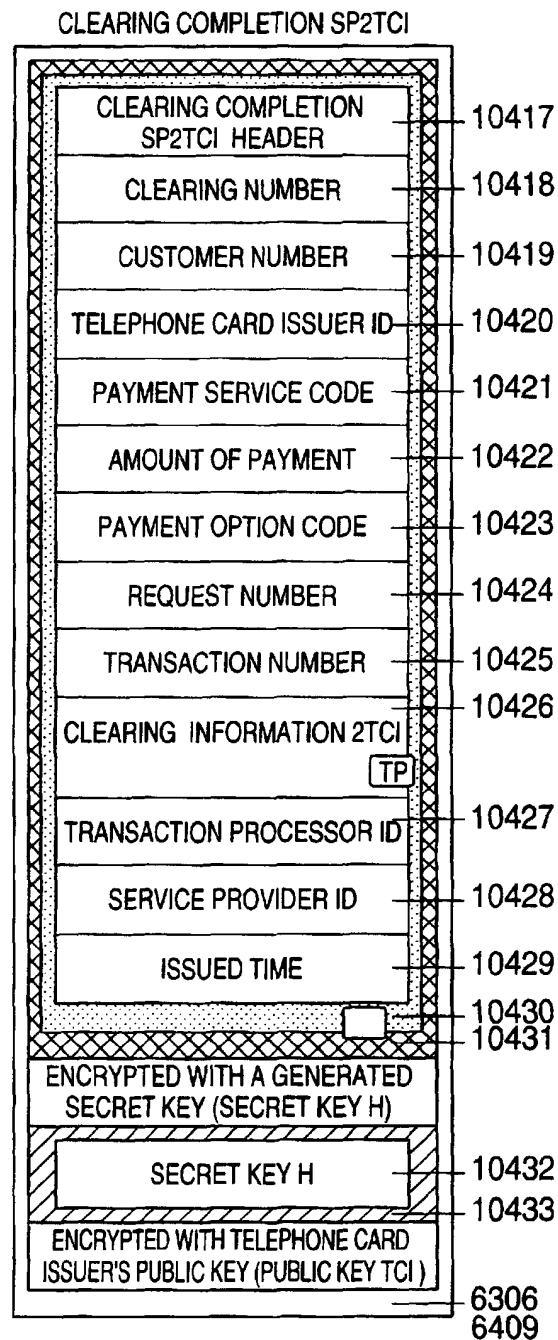 CLEARING COMPLETION SP2TCI
CLEARING COMPLETION
SP2TCI HEADER
10417
CLEARING NUMBER
10418
CUSTOMER NUMBER
10419
TELEPHONE CARD ISSUER ID
10420
PAYMENT SERVICE CODE
10421
AMOUNT OF PAYMENT
10422
PAYMENT OPTION CODE
10423
REQUEST NUMBER
10424
TRANSACTION NUMBER
10425
10426
CLEARING INFORMATION 2TCI
TP
TRANSACTION PROCESSOR ID
10427
SERVICE PROVIDER ID
10428
ISSUED TIME
10429
10430
10431
ENCRYPTED WITH A GENERATED
SECRET KEY (SECRET KEY H)
SECRET KEY H
10432
10433
ENCRYPTED WITH TELEPHONE CARD
ISSUER'S PUBLIC KEY (PUBLIC KEY TCI )
6306
6409